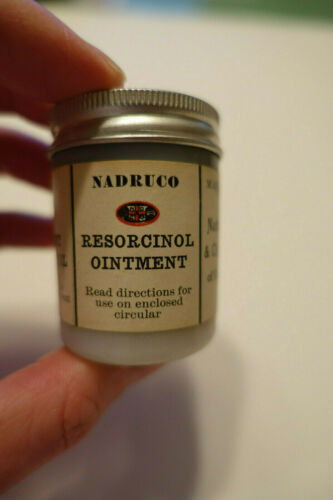 NADRUCO
RESORCINOL
OINTMENT
Read directions for
use on enclosed
circular